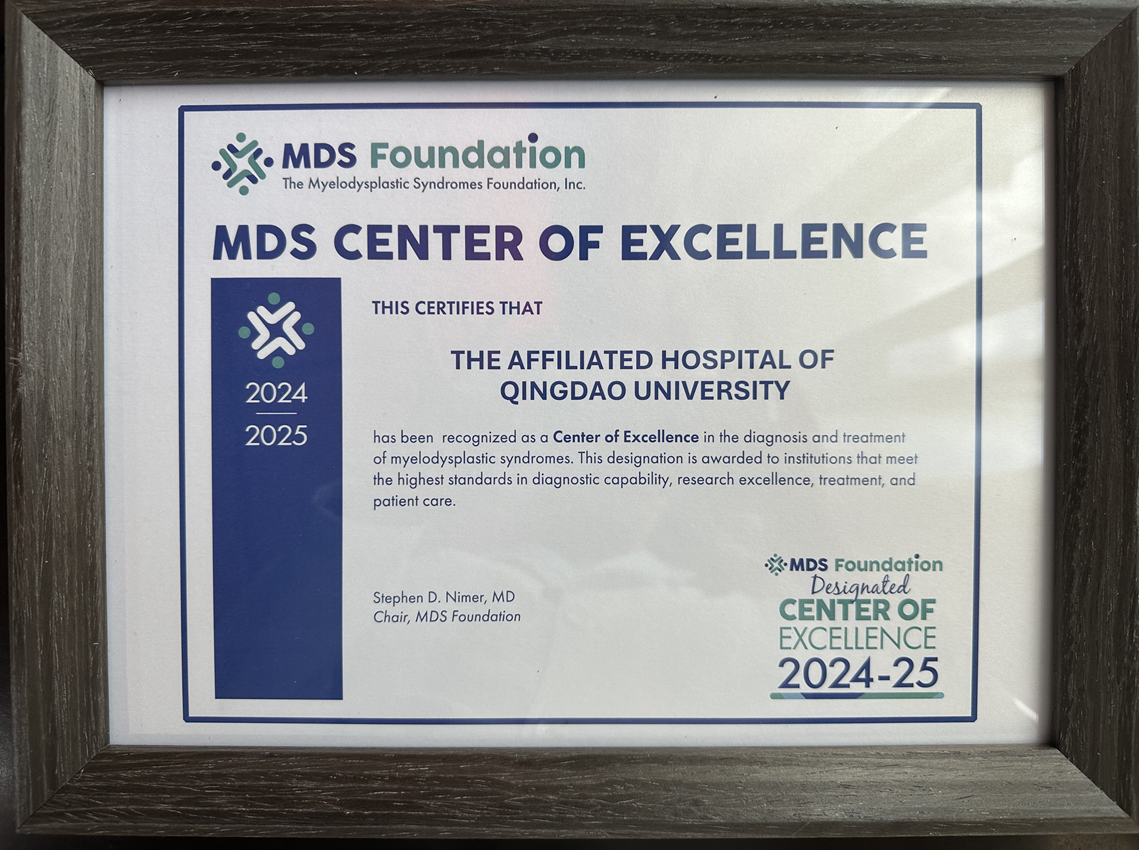 MDS Foundation
The Myelodysplastic Syndromes Foundation, Inc.
MDS CENTER OF EXCELLENCE
2024
2025
THIS CERTIFIES THAT
THE AFFILIATED HOSPITAL OF
QINGDAO UNIVERSITY
has been recognized as a Center of Excellence in the diagnosis and treatment
of myelodysplastic syndromes. This designation is awarded to institutions that meet
the highest standards in diagnostic capability, research excellence, treatment, and
patient care.
Stephen D. Nimer, MD
Chair, MDS Foundation
MDS Foundation
Designated
CENTER OF
EXCELLENCE
2024-25